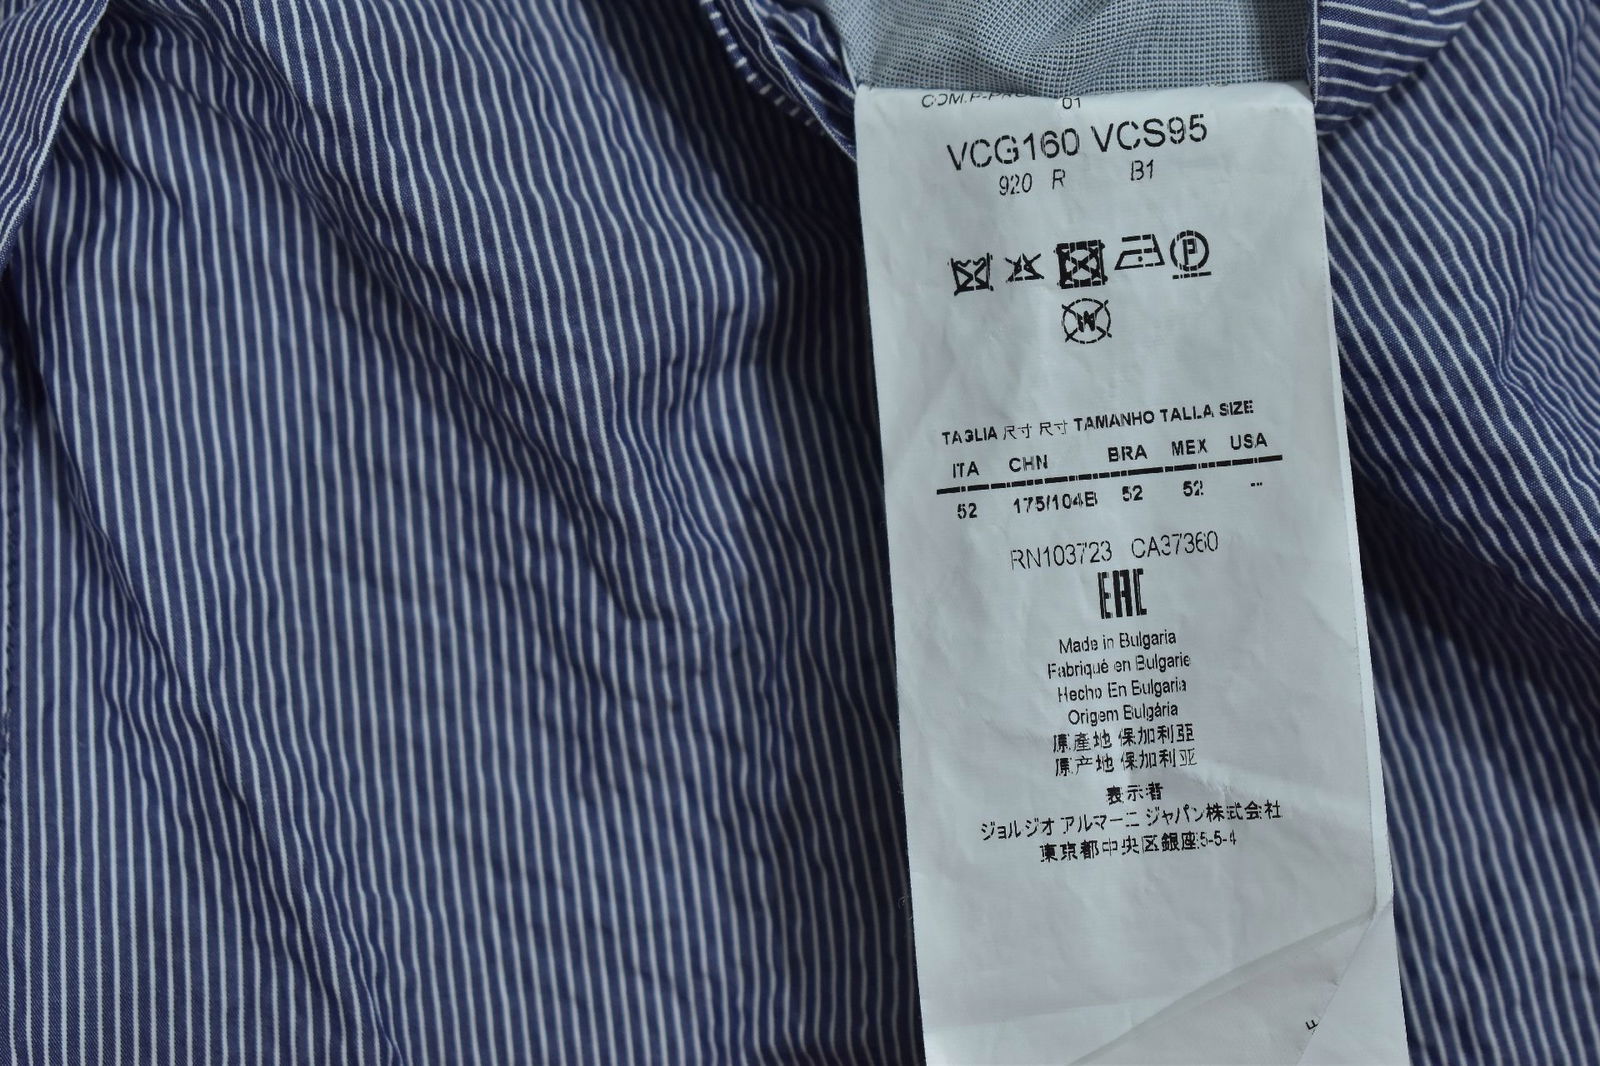 01
VCG160 VCS95
920 R B1
TAGLIA 尺寸 尺寸 TAMANHO TALLA SIZE
ITA CHN BRA MEX USA
52 175/104B 52 52 --
RN103723 CA37360
EAC
Made in Bulgaria
Fabriqué en Bulgarie
Hecho En Bulgaria
Origem Bulgária
原產地 保加利亞
原产地 保加利亚
表示者
ジョルジオ アルマーニ ジャパン株式会社
東京都中央区銀座5-5-4